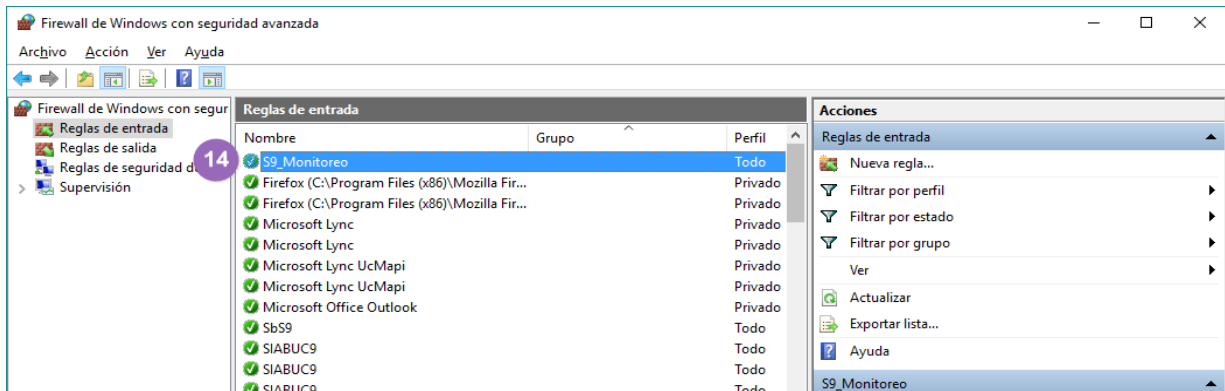 Firewall de Windows con seguridad avanzada
Archivo Acción Ver Ayuda
Firewall de Windows con segur
Reglas de entrada
Reglas de salida
Reglas de seguridad d
Supervisión
14
Reglas de entrada
Nombre Grupo Perfil
S9_Monitoreo Todo
Firefox (C:\Program Files (x86)\Mozilla Fir... Privado
Firefox (C:\Program Files (x86)\Mozilla Fir... Privado
Microsoft Lync Privado
Microsoft Lync Privado
Microsoft Lync UcMapi Privado
Microsoft Lync UcMapi Privado
Microsoft Office Outlook Privado
SbS9 Todo
SIABUC9 Todo
SIABUC9 Todo
SIABUC9 Todo
Acciones
Reglas de entrada
Nueva regla...
Filtrar por perfil
Filtrar por estado
Filtrar por grupo
Ver
Actualizar
Exportar lista...
Ayuda
S9_Monitoreo